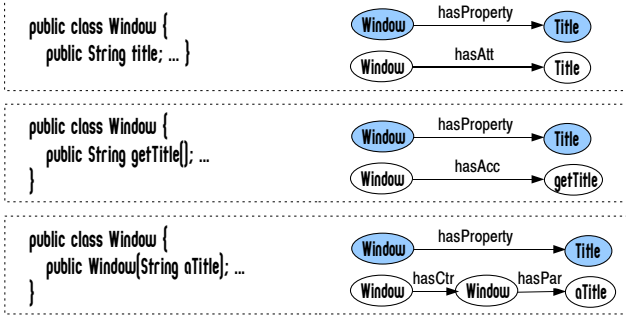 public class Window {
public String title; ... }
hasProperty
Window Title
hasAtt
Window Title
public class Window {
public String getTitle(); ...
}
hasProperty
Window Title
hasAcc
Window getTitle
public class Window {
public Window(String aTitle); ...
}
hasProperty
Window Title
hasCtr hasPar
Window Window aTitle